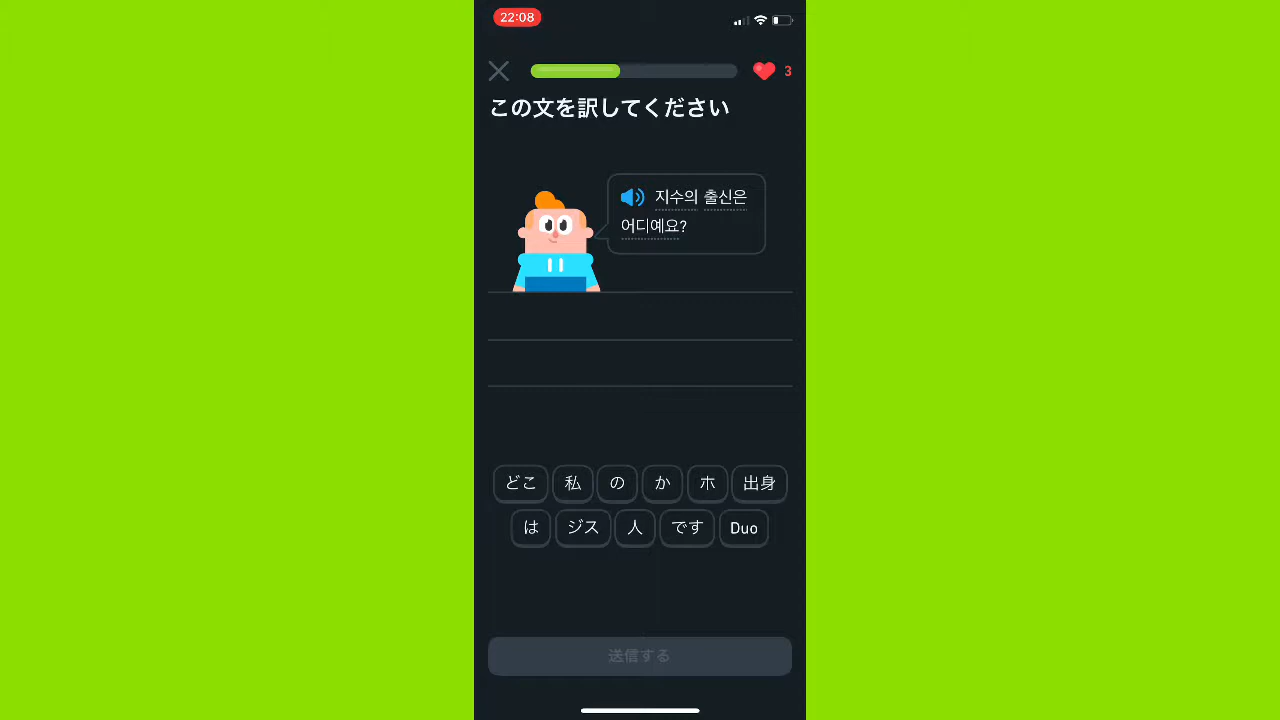 22:08
3
この文を訳してください
지수의 출신은
어디예요?
どこ 私 の か ホ 出身
は ジス 人 です Duo
送信する